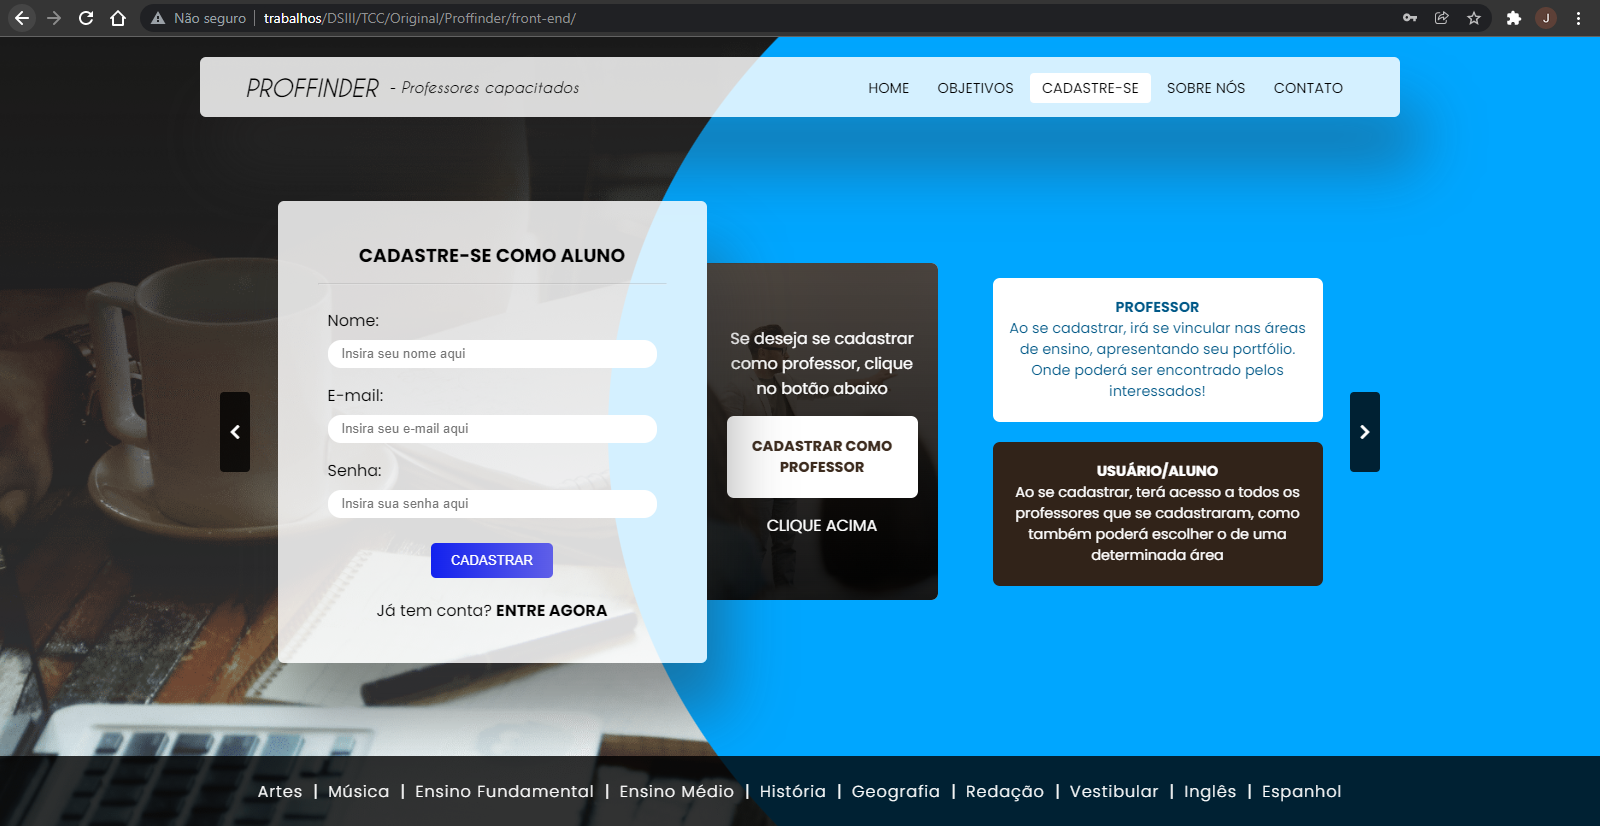 Não seguro | trabalhos/DSIII/TCC/Original/Proffinder/front-end/
J
PROFFINDER - Professores capacitados
HOME OBJETIVOS CADASTRE-SE SOBRE NÓS CONTATO
CADASTRE-SE COMO ALUNO
Nome:
Insira seu nome aqui
E-mail:
Insira seu e-mail aqui
Senha:
Insira sua senha aqui
CADASTRAR
Já tem conta? ENTRE AGORA
Se deseja se cadastrar
como professor, clique
no botão abaixo
CADASTRAR COMO
PROFESSOR
CLIQUE ACIMA
PROFESSOR
Ao se cadastrar, irá se vincular nas áreas
de ensino, apresentando seu portfólio.
Onde poderá ser encontrado pelos
interessados!
USUÁRIO/ALUNO
Ao se cadastrar, terá acesso a todos os
professores que se cadastraram, como
também poderá escolher o de uma
determinada área
Artes | Música | Ensino Fundamental | Ensino Médio | História | Geografia | Redação | Vestibular | Inglês | Espanhol